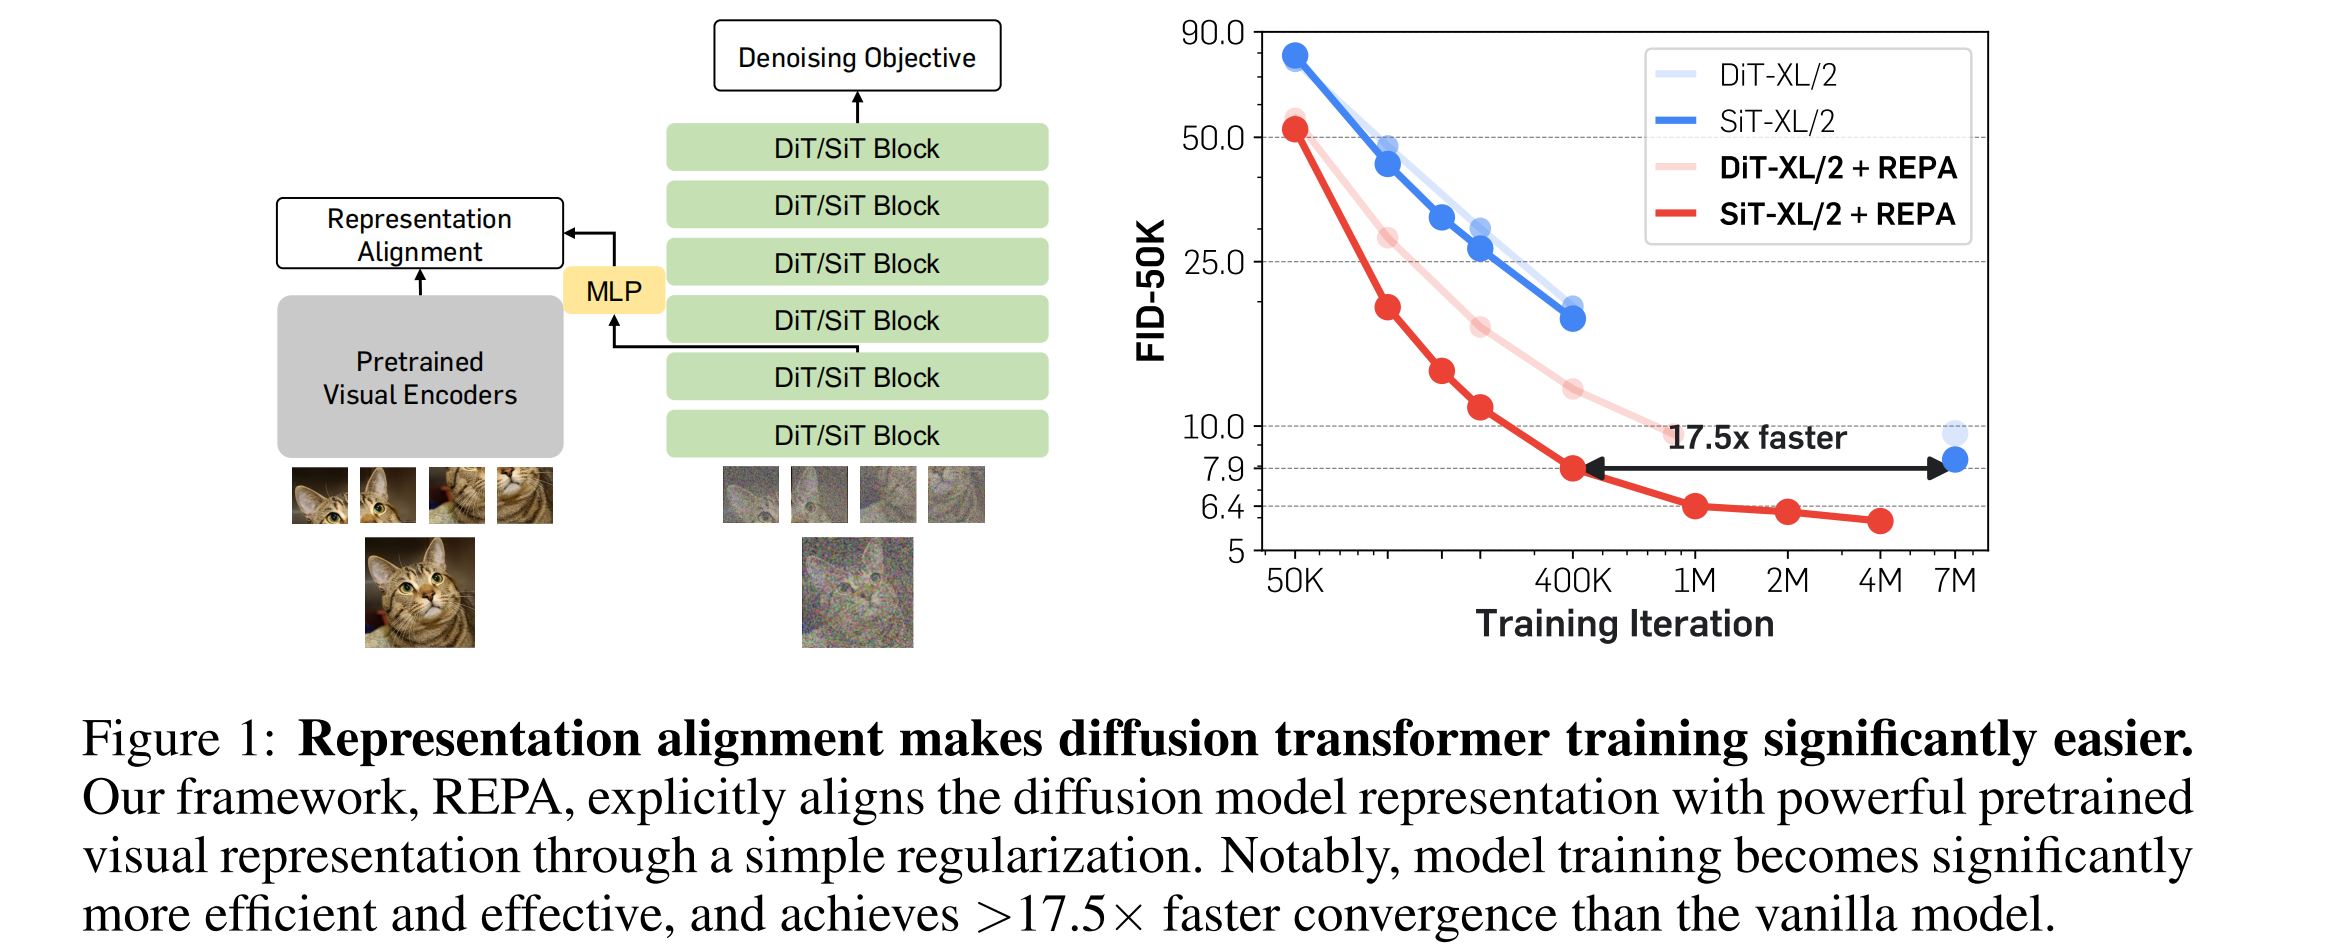 Denoising Objective
DiT/SiT Block
DiT/SiT Block
DiT/SiT Block
DiT/SiT Block
DiT/SiT Block
DiT/SiT Block
Representation
Alignment
MLP
Pretrained
Visual Encoders
90.0
50.0
25.0
10.0
7.9
6.4
5
FID-50K
DiT-XL/2
SiT-XL/2
DiT-XL/2 + REPA
SiT-XL/2 + REPA
17.5x faster
50K 400K 1M 2M 4M 7M
Training Iteration
Figure 1: Representation alignment makes diffusion transformer training significantly easier.
Our framework, REPA, explicitly aligns the diffusion model representation with powerful pretrained
visual representation through a simple regularization. Notably, model training becomes significantly
more efficient and effective, and achieves >17.5× faster convergence than the vanilla model.